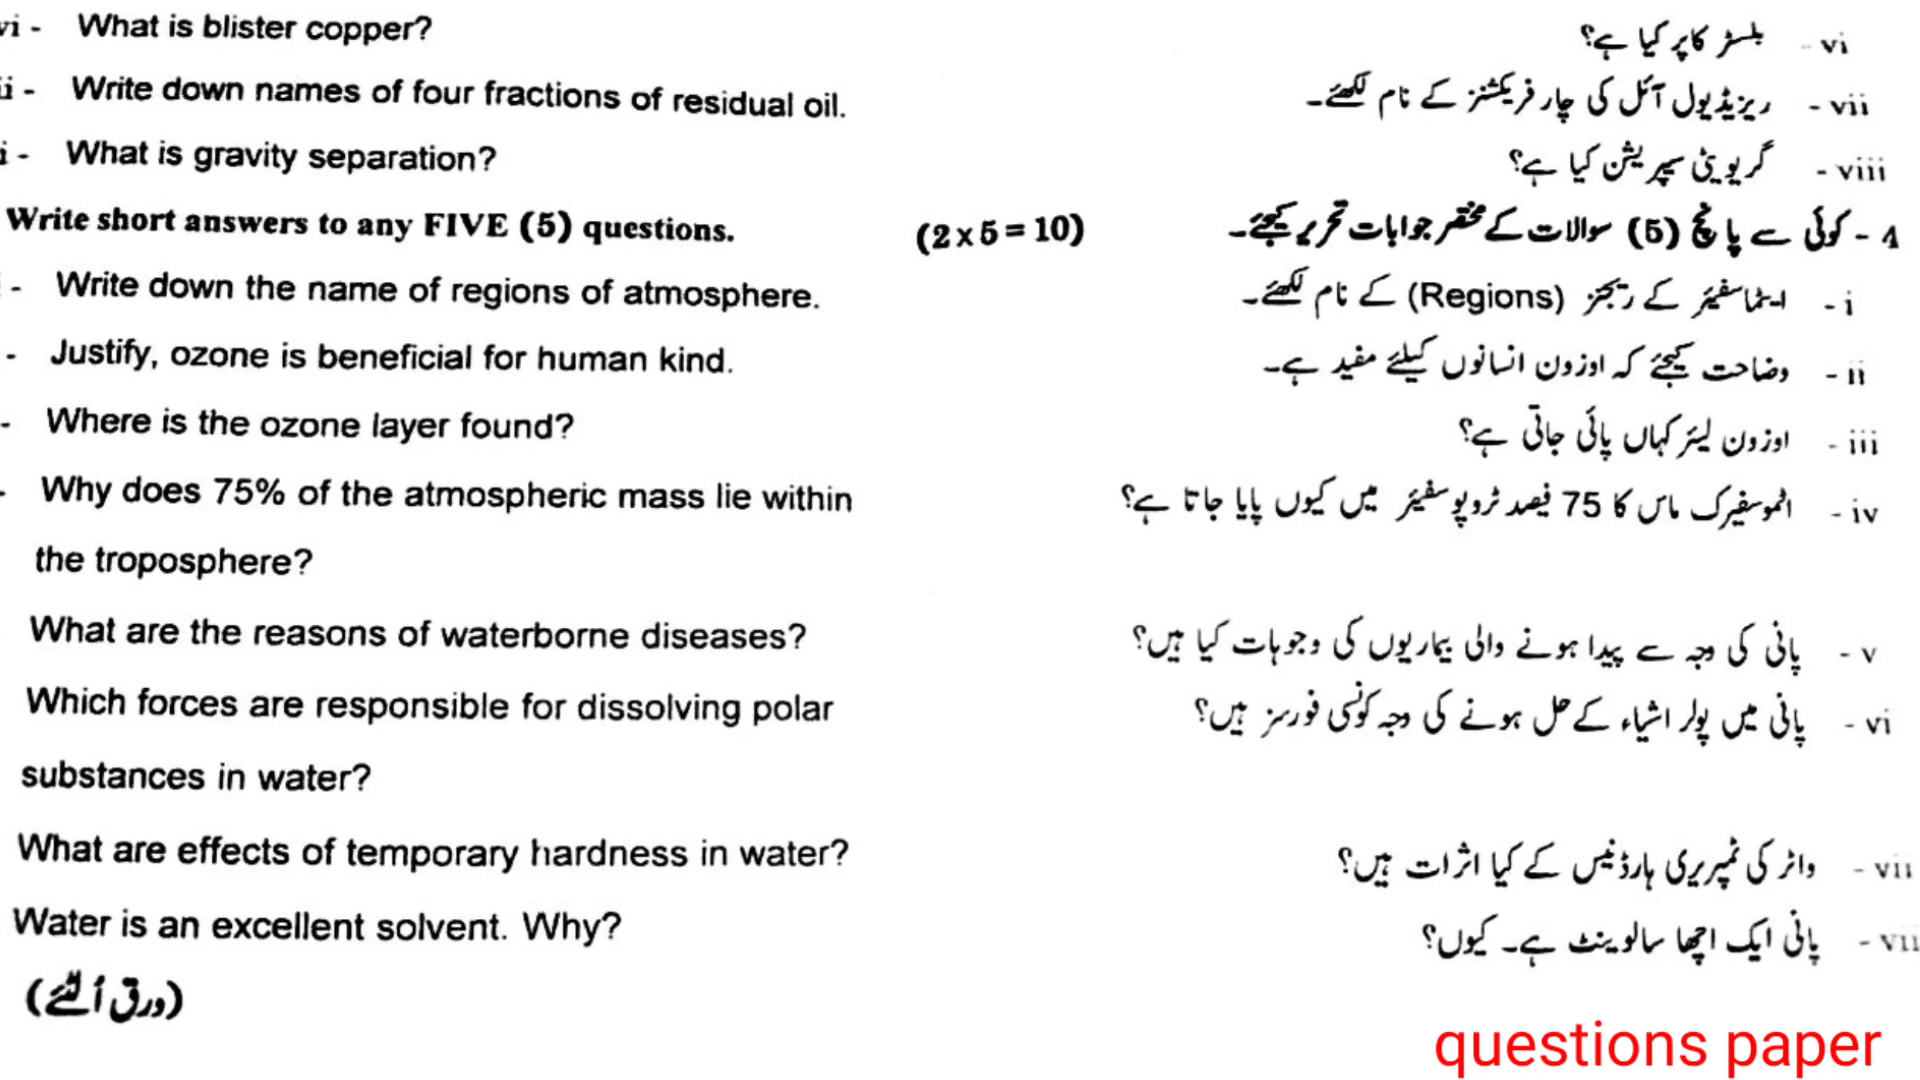 vi - What is blister copper? بلسٹر کاپر کیا ہے؟ - vi
ii - Write down names of four fractions of residual oil. ریزیڈیول آئل کی چار فریکشنز کے نام لکھئے۔ - vii
i - What is gravity separation? گریویٹی سیپریشن کیا ہے؟ - viii
Write short answers to any FIVE (5) questions. (2 x 5 = 10) کوئی سے پانچ (5) سوالات کے مختصر جوابات تحریر کیجئے۔ - 4
- Write down the name of regions of atmosphere. اٹماسفیئر کے ریجنز (Regions) کے نام لکھئے۔ - i
- Justify, ozone is beneficial for human kind. وضاحت کیجئے کہ اوزون انسانوں کیلئے مفید ہے۔ - ii
- Where is the ozone layer found? اوزون لیئر کہاں پائی جاتی ہے؟ - iii
- Why does 75% of the atmospheric mass lie within اٹموسفیرک ماس کا 75 فیصد ٹروپوسفیئر میں کیوں پایا جاتا ہے؟ - iv
the troposphere?
What are the reasons of waterborne diseases? پانی کی وجہ سے پیدا ہونے والی بیماریوں کی وجوہات کیا ہیں؟ - v
Which forces are responsible for dissolving polar پانی میں پولر اشیاء کے حل ہونے کی وجہ کونسی فورسز ہیں؟ - vi
substances in water?
What are effects of temporary hardness in water? واٹر کی ٹمپریری ہارڈنیس کے کیا اثرات ہیں؟ - vii
Water is an excellent solvent. Why? پانی ایک اچھا سالوینٹ ہے۔ کیوں؟ - vii
(ورق اُلٹئے)
questions paper